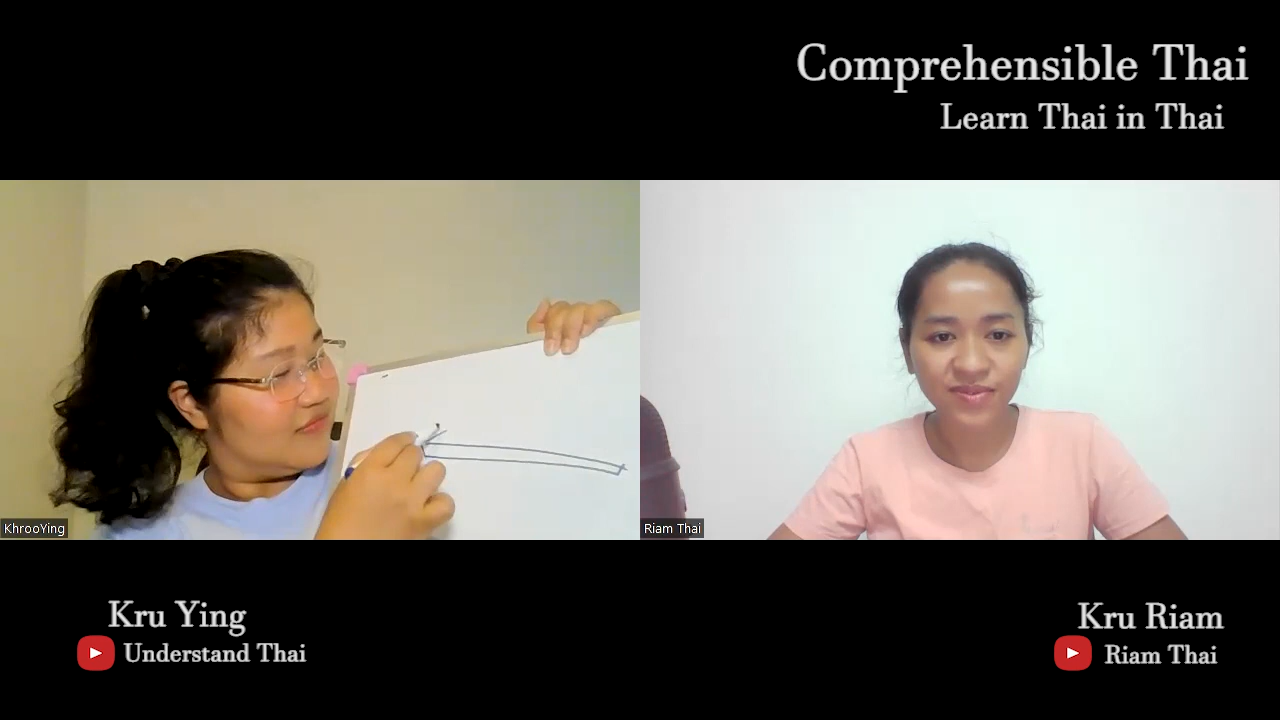 Comprehensible Thai
Learn Thai in Thai
KhrooYing
Riam Thai
Kru Ying
Understand Thai
Kru Riam
Riam Thai